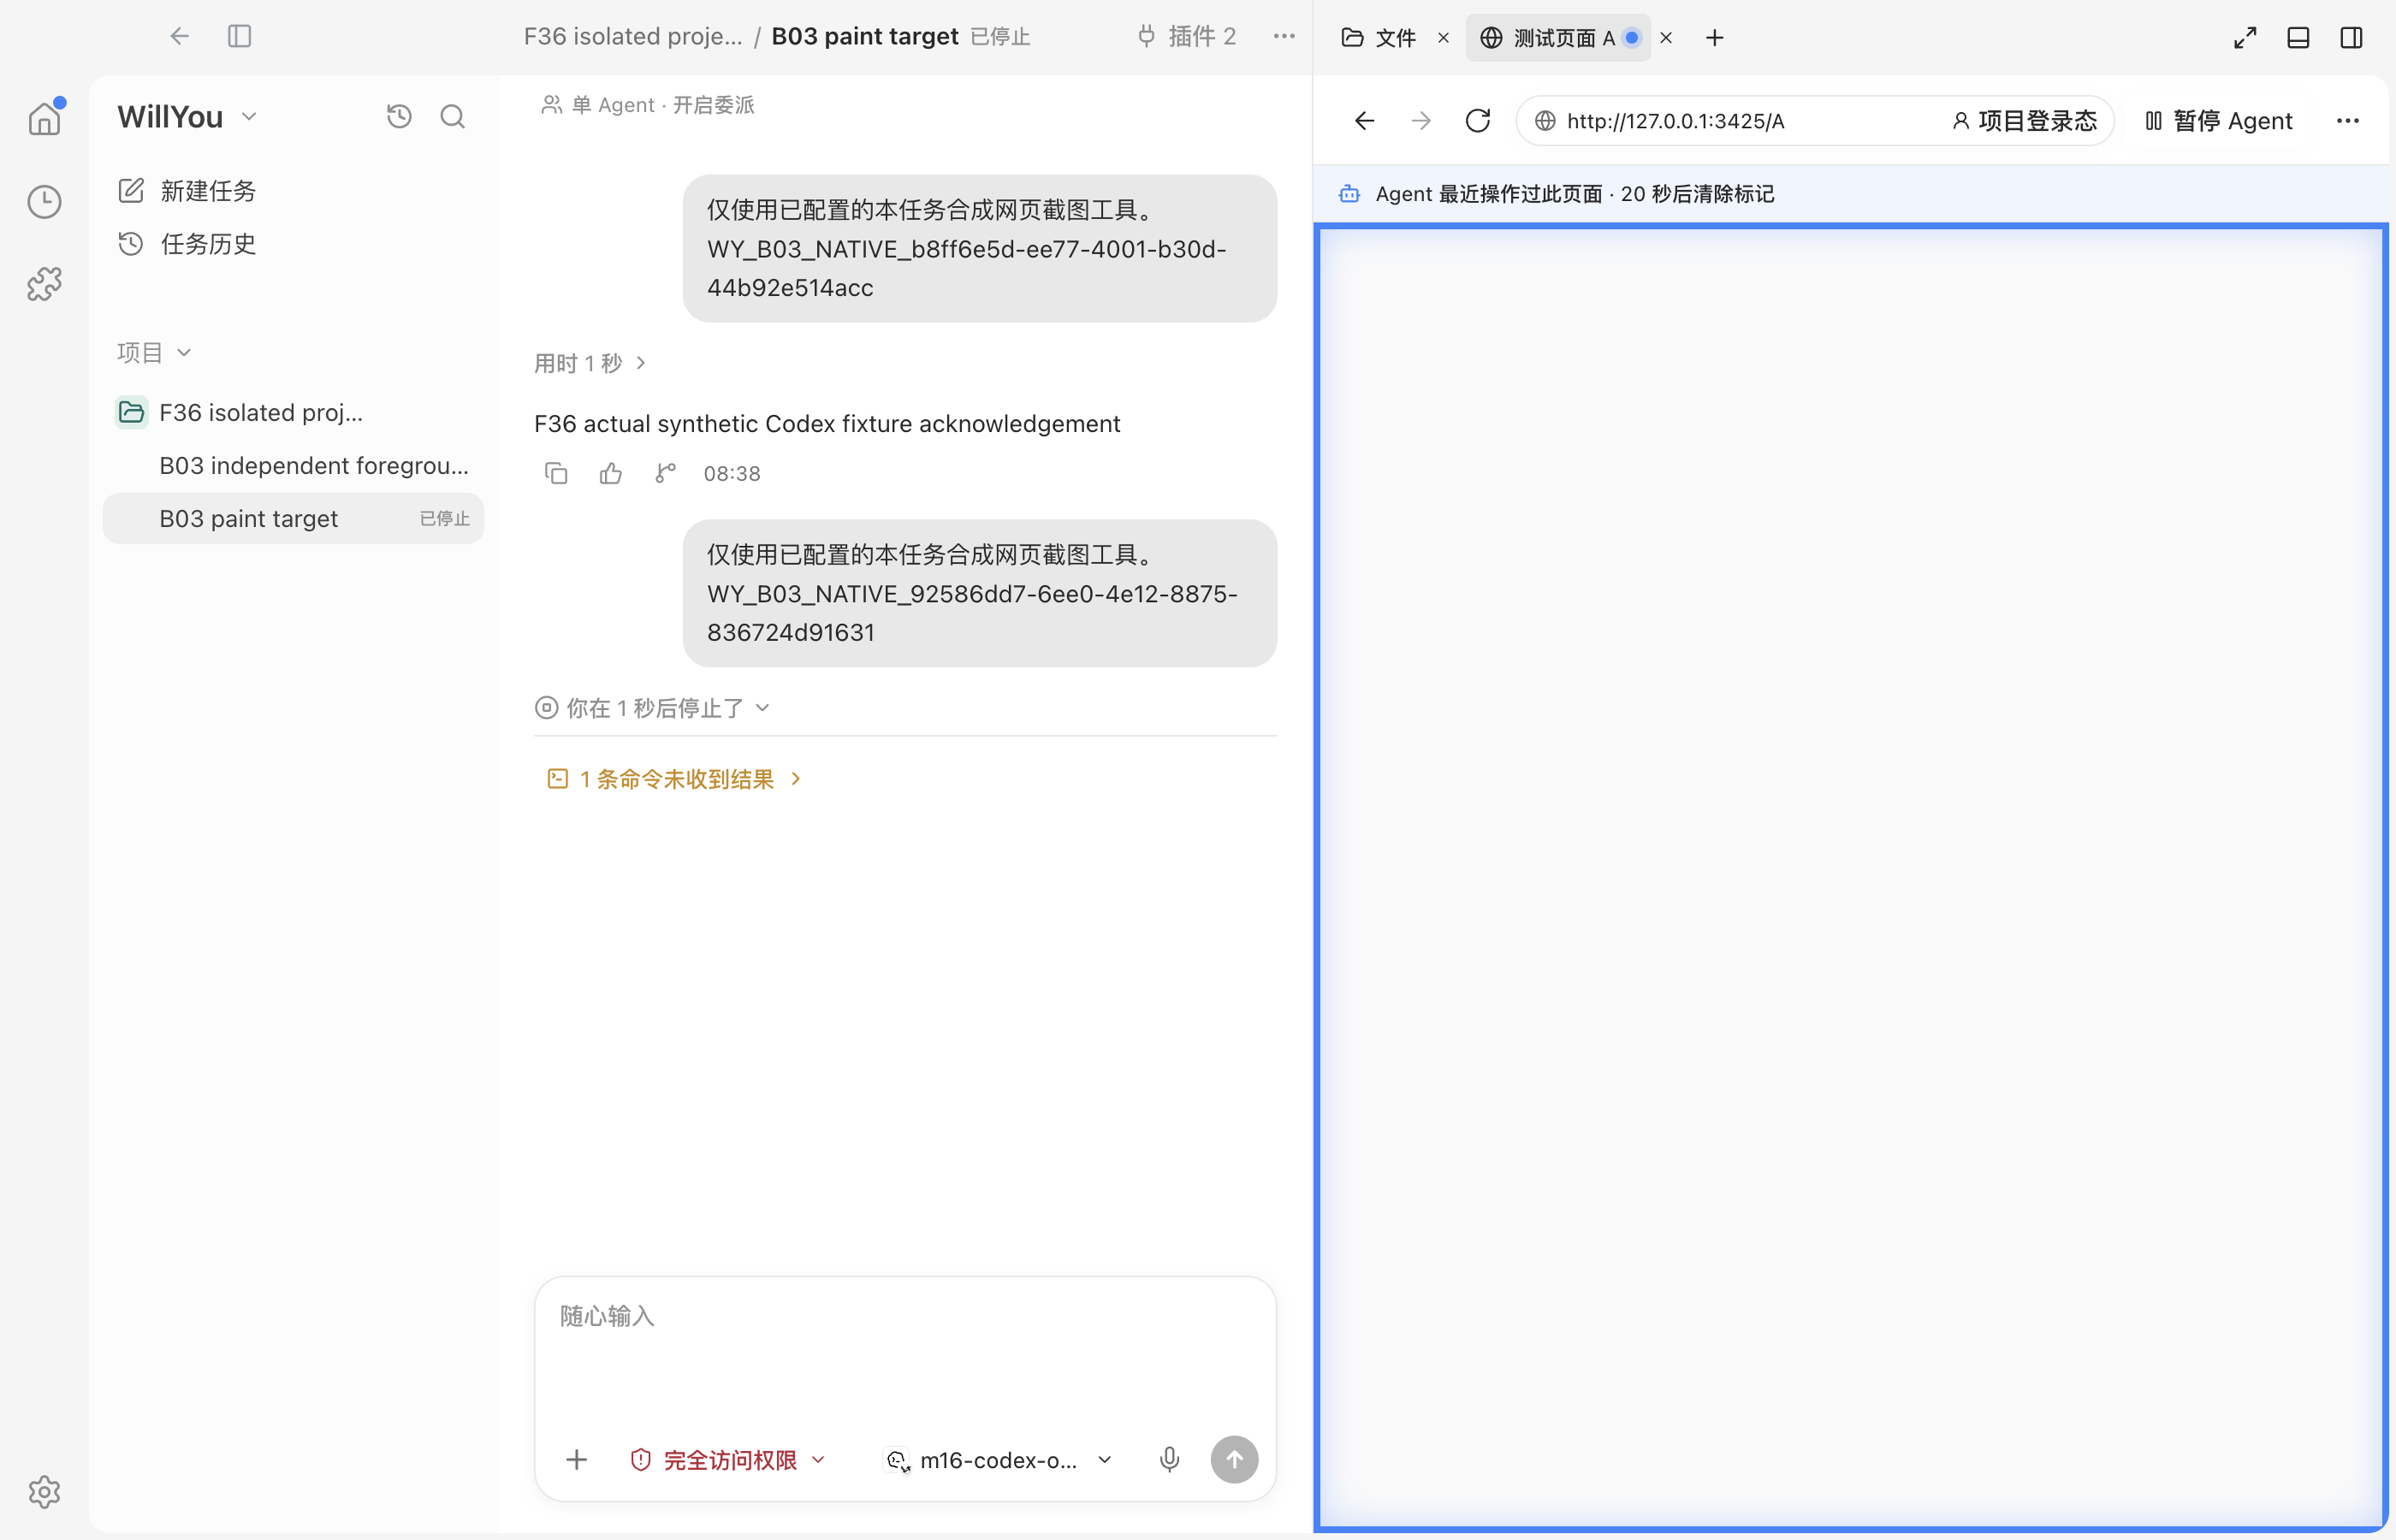 F36 isolated proje... / B03 paint target 已停止
插件 2
文件
测试页面 A
WillYou
新建任务
任务历史
项目
F36 isolated proj...
B03 independent foregrou...
B03 paint target 已停止
单 Agent · 开启委派
仅使用已配置的本任务合成网页截图工具。
WY_B03_NATIVE_b8ff6e5d-ee77-4001-b30d-
44b92e514acc
用时 1 秒
F36 actual synthetic Codex fixture acknowledgement
08:38
仅使用已配置的本任务合成网页截图工具。
WY_B03_NATIVE_92586dd7-6ee0-4e12-8875-
836724d91631
你在 1 秒后停止了
1 条命令未收到结果
随心输入
完全访问权限
m16-codex-o...
http://127.0.0.1:3425/A
项目登录态
暂停 Agent
Agent 最近操作过此页面 · 20 秒后清除标记